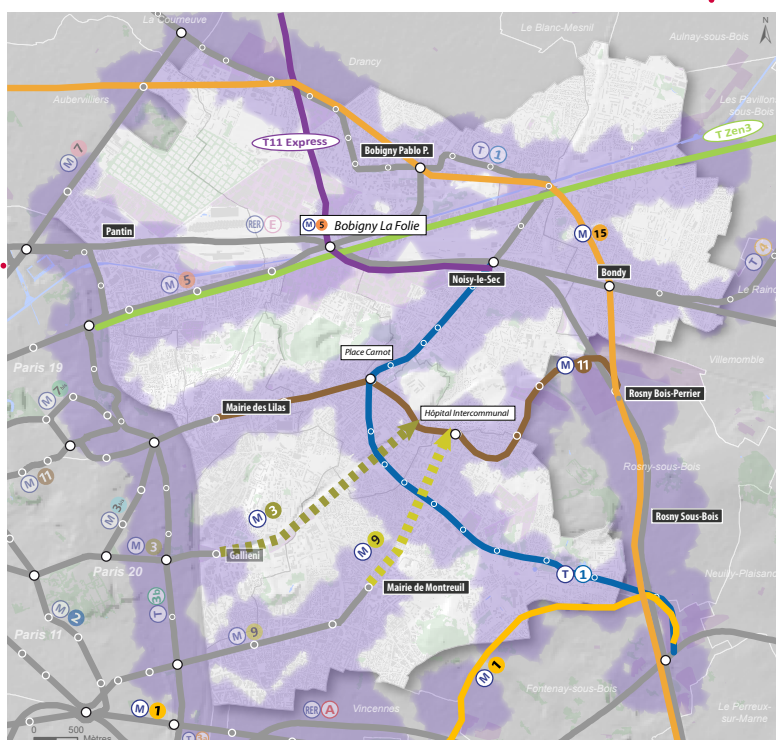 La Courneuve
Le Blanc-Mesnil
Aulnay-sous-Bois
N
Drancy
Aubervilliers
Les Pavillons
sous-Bois
T Zen3
T11 Express
M 7
Bobigny Pablo P.
T 1
Pantin
RER E
M 5 Bobigny La Folie
M 15
T 4
M 5
Noisy-le-Sec
Bondy
Le Rainc
Paris 19
Place Carnot
Villemomble
M 11
M 7
Mairie des Lilas
Hôpital Intercommunal
Rosny Bois-Perrier
M 11
Rosny-sous-Bois
M 3
M 3
M 9
Rosny Sous-Bois
M 3
Gallieni
Paris 20
T 1
Neuilly-Plaisance
Mairie de Montreuil
T 3b
M 2
Paris 11
M 9
M 1
Fontenay-sous-Bois
M 1
RER A
Vincennes
Le Perreux-
sur-Marne
0 500
Mètres
T 3a